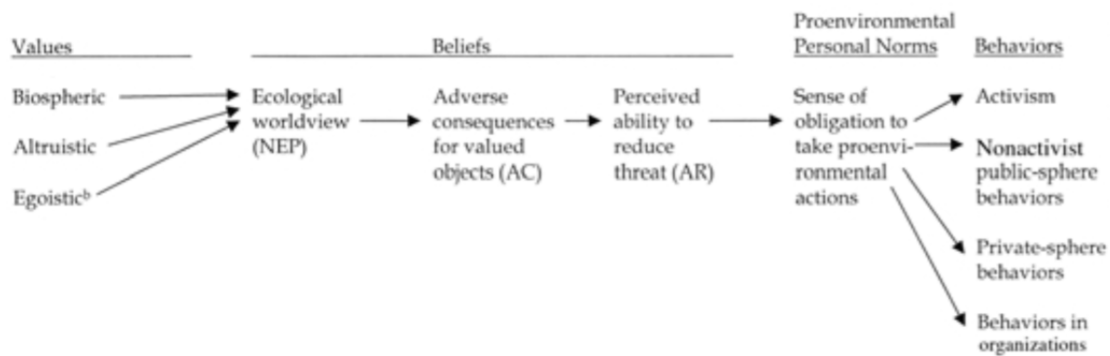 Values
Beliefs
Proenvironmental
Personal Norms
Behaviors
Biospheric
Altruistic
Egoisticᵇ
Ecological
worldview
(NEP)
Adverse
consequences
for valued
objects (AC)
Perceived
ability to
reduce
threat (AR)
Sense of
obligation to
take proenvi-
ronmental
actions
Activism
Nonactivist
public-sphere
behaviors
Private-sphere
behaviors
Behaviors in
organizations